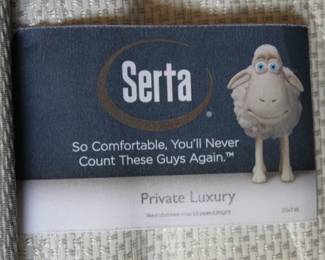 Serta®
So Comfortable, You'll Never
Count These Guys Again.™
Private Luxury